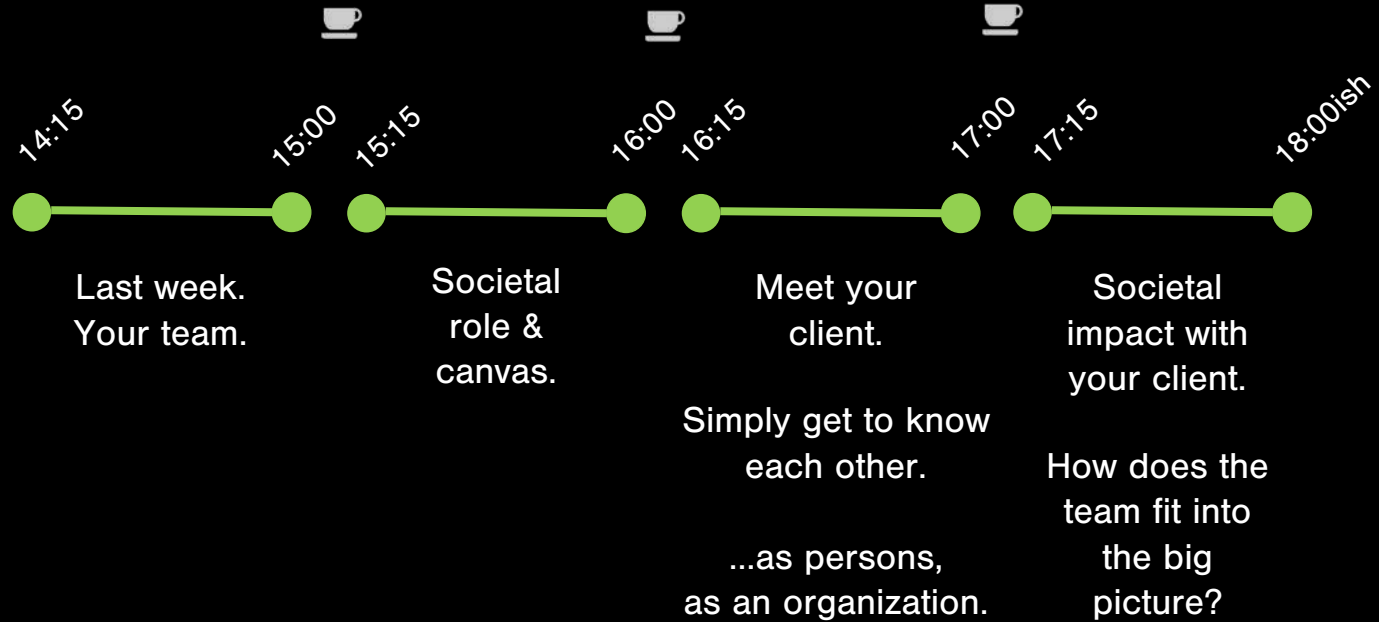 14:15
15:00
15:15
16:00
16:15
17:00
17:15
18:00ish
Last week.
Your team.
Societal
role &
canvas.
Meet your
client.
Simply get to know
each other.
...as persons,
as an organization.
Societal
impact with
your client.
How does the
team fit into
the big
picture?